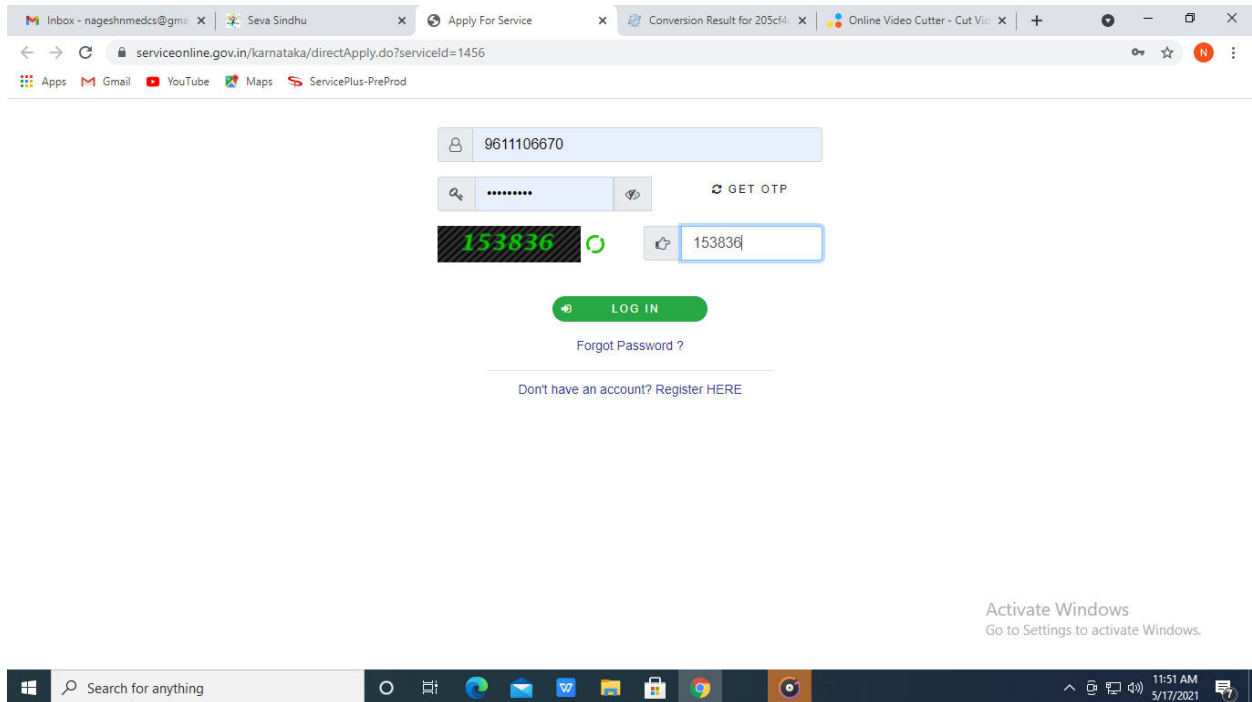 Inbox - nageshnmedcs@gma
Seva Sindhu
Apply For Service
Conversion Result for 205cf4
Online Video Cutter - Cut Vid
serviceonline.gov.in/karnataka/directApply.do?serviceId=1456
N
Apps
Gmail
YouTube
Maps
ServicePlus-PreProd
9611106670
•••••••••
GET OTP
153836
153836
LOG IN
Forgot Password ?
Don't have an account? Register HERE
Activate Windows
Go to Settings to activate Windows.
Search for anything
W
11:51 AM
5/17/2021
7